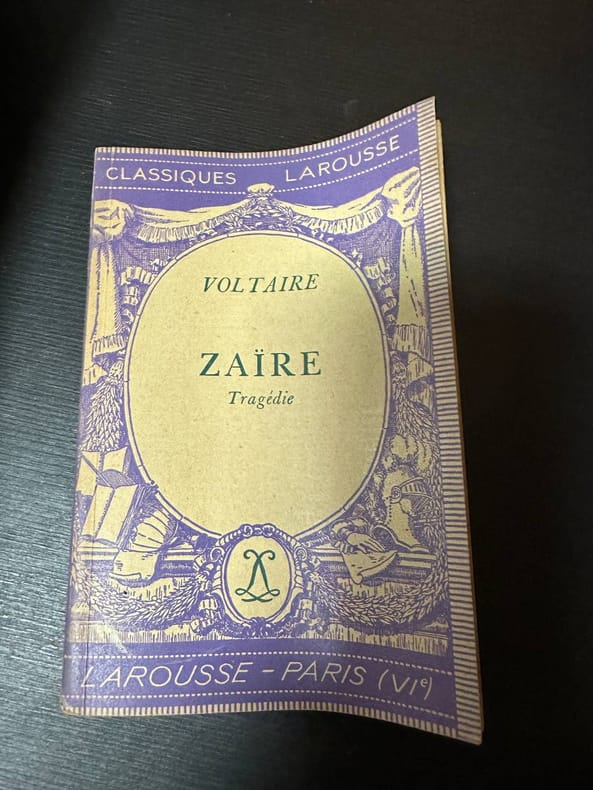 CLASSIQUES LAROUSSE
VOLTAIRE
ZAÏRE
Tragédie
LAROUSSE – PARIS (VIe)